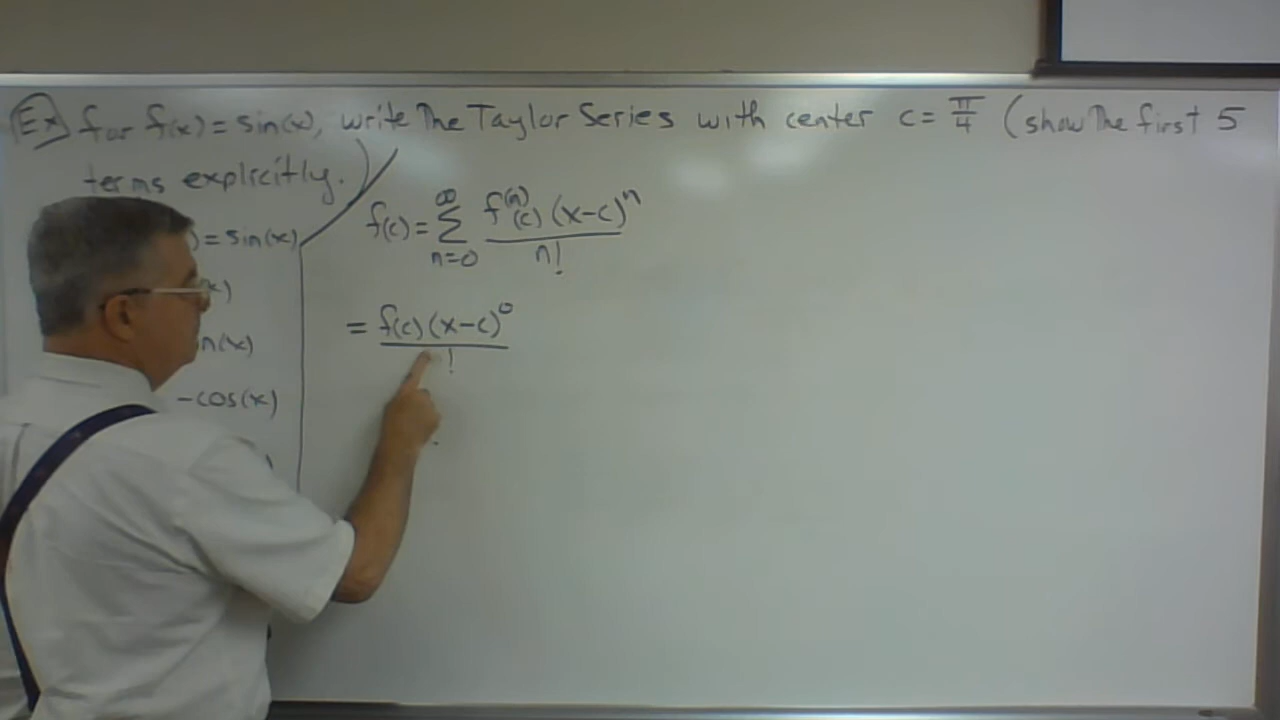 Ex for f(x) = sin(x), write The Taylor Series with center c = π/4 (show The first 5
terms explicitly.)
) = sin(x)
x)
n(x)
-cos(x)
)
f(c) = ∑_{n=0}^{∞} f^{(n)}(c) (x-c)^n / n!
= f(c) (x-c)^0 / !